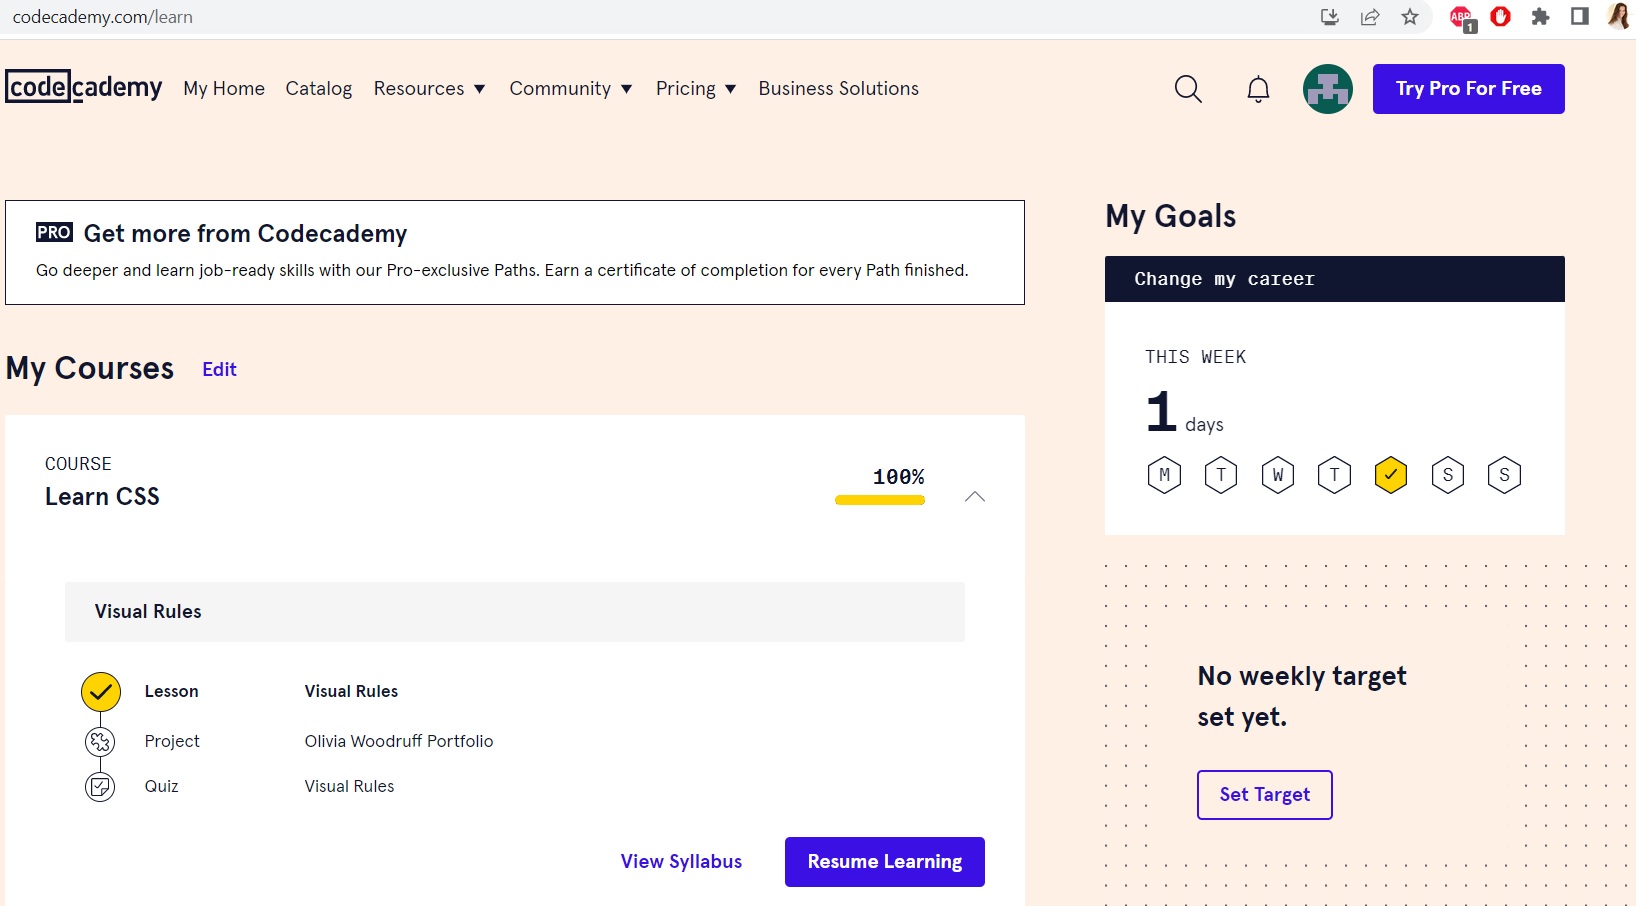 codecademy.com/learn
ABP
1
codecademy
My Home
Catalog
Resources
Community
Pricing
Business Solutions
Try Pro For Free
PRO Get more from Codecademy
Go deeper and learn job-ready skills with our Pro-exclusive Paths. Earn a certificate of completion for every Path finished.
My Courses
Edit
COURSE
Learn CSS
100%
Visual Rules
Lesson Visual Rules
Project Olivia Woodruff Portfolio
Quiz Visual Rules
View Syllabus
Resume Learning
My Goals
Change my career
THIS WEEK
1 days
M T W T S S
No weekly target
set yet.
Set Target